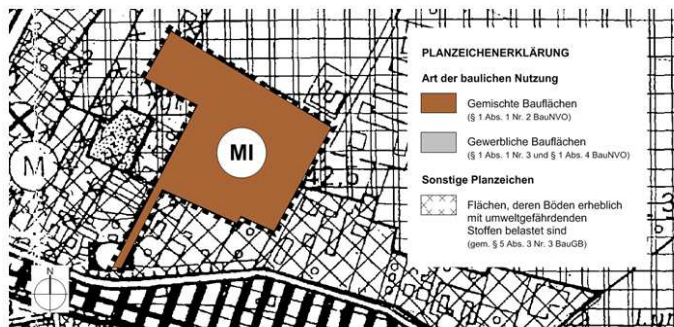 PLANZEICHENERKLÄRUNG
Art der baulichen Nutzung
Gemischte Bauflächen
(§ 1 Abs. 1 Nr. 2 BauNVO)
Gewerbliche Bauflächen
(§ 1 Abs. 1 Nr. 3 und § 1 Abs. 4 BauNVO)
Sonstige Planzeichen
Flächen, deren Böden erheblich
mit umweltgefährdenden
Stoffen belastet sind
(gem. § 5 Abs. 3 Nr. 3 BauGB)
MI
M
42,5
N